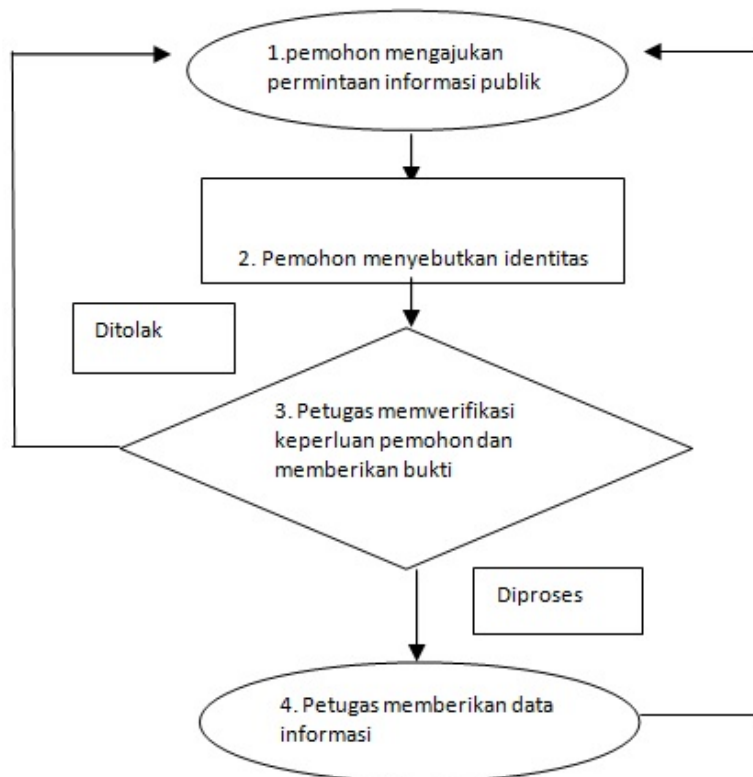 1.pemohon mengajukan
permintaan informasi publik
2. Pemohon menyebutkan identitas
Ditolak
3. Petugas memverifikasi
keperluan pemohon dan
memberikan bukti
Diproses
4. Petugas memberikan data
informasi